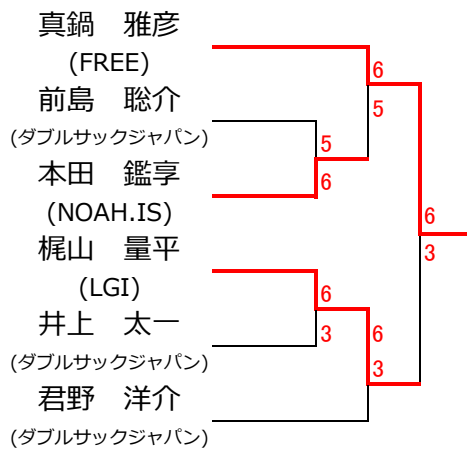 真鍋　雅彦
(FREE)
前島　聡介
(ダブルサックジャパン)
本田　鑑享
(NOAH.IS)
梶山　量平
(LGI)
井上　太一
(ダブルサックジャパン)
君野　洋介
(ダブルサックジャパン)
6
5
5
6
6
3
6
3
6
3